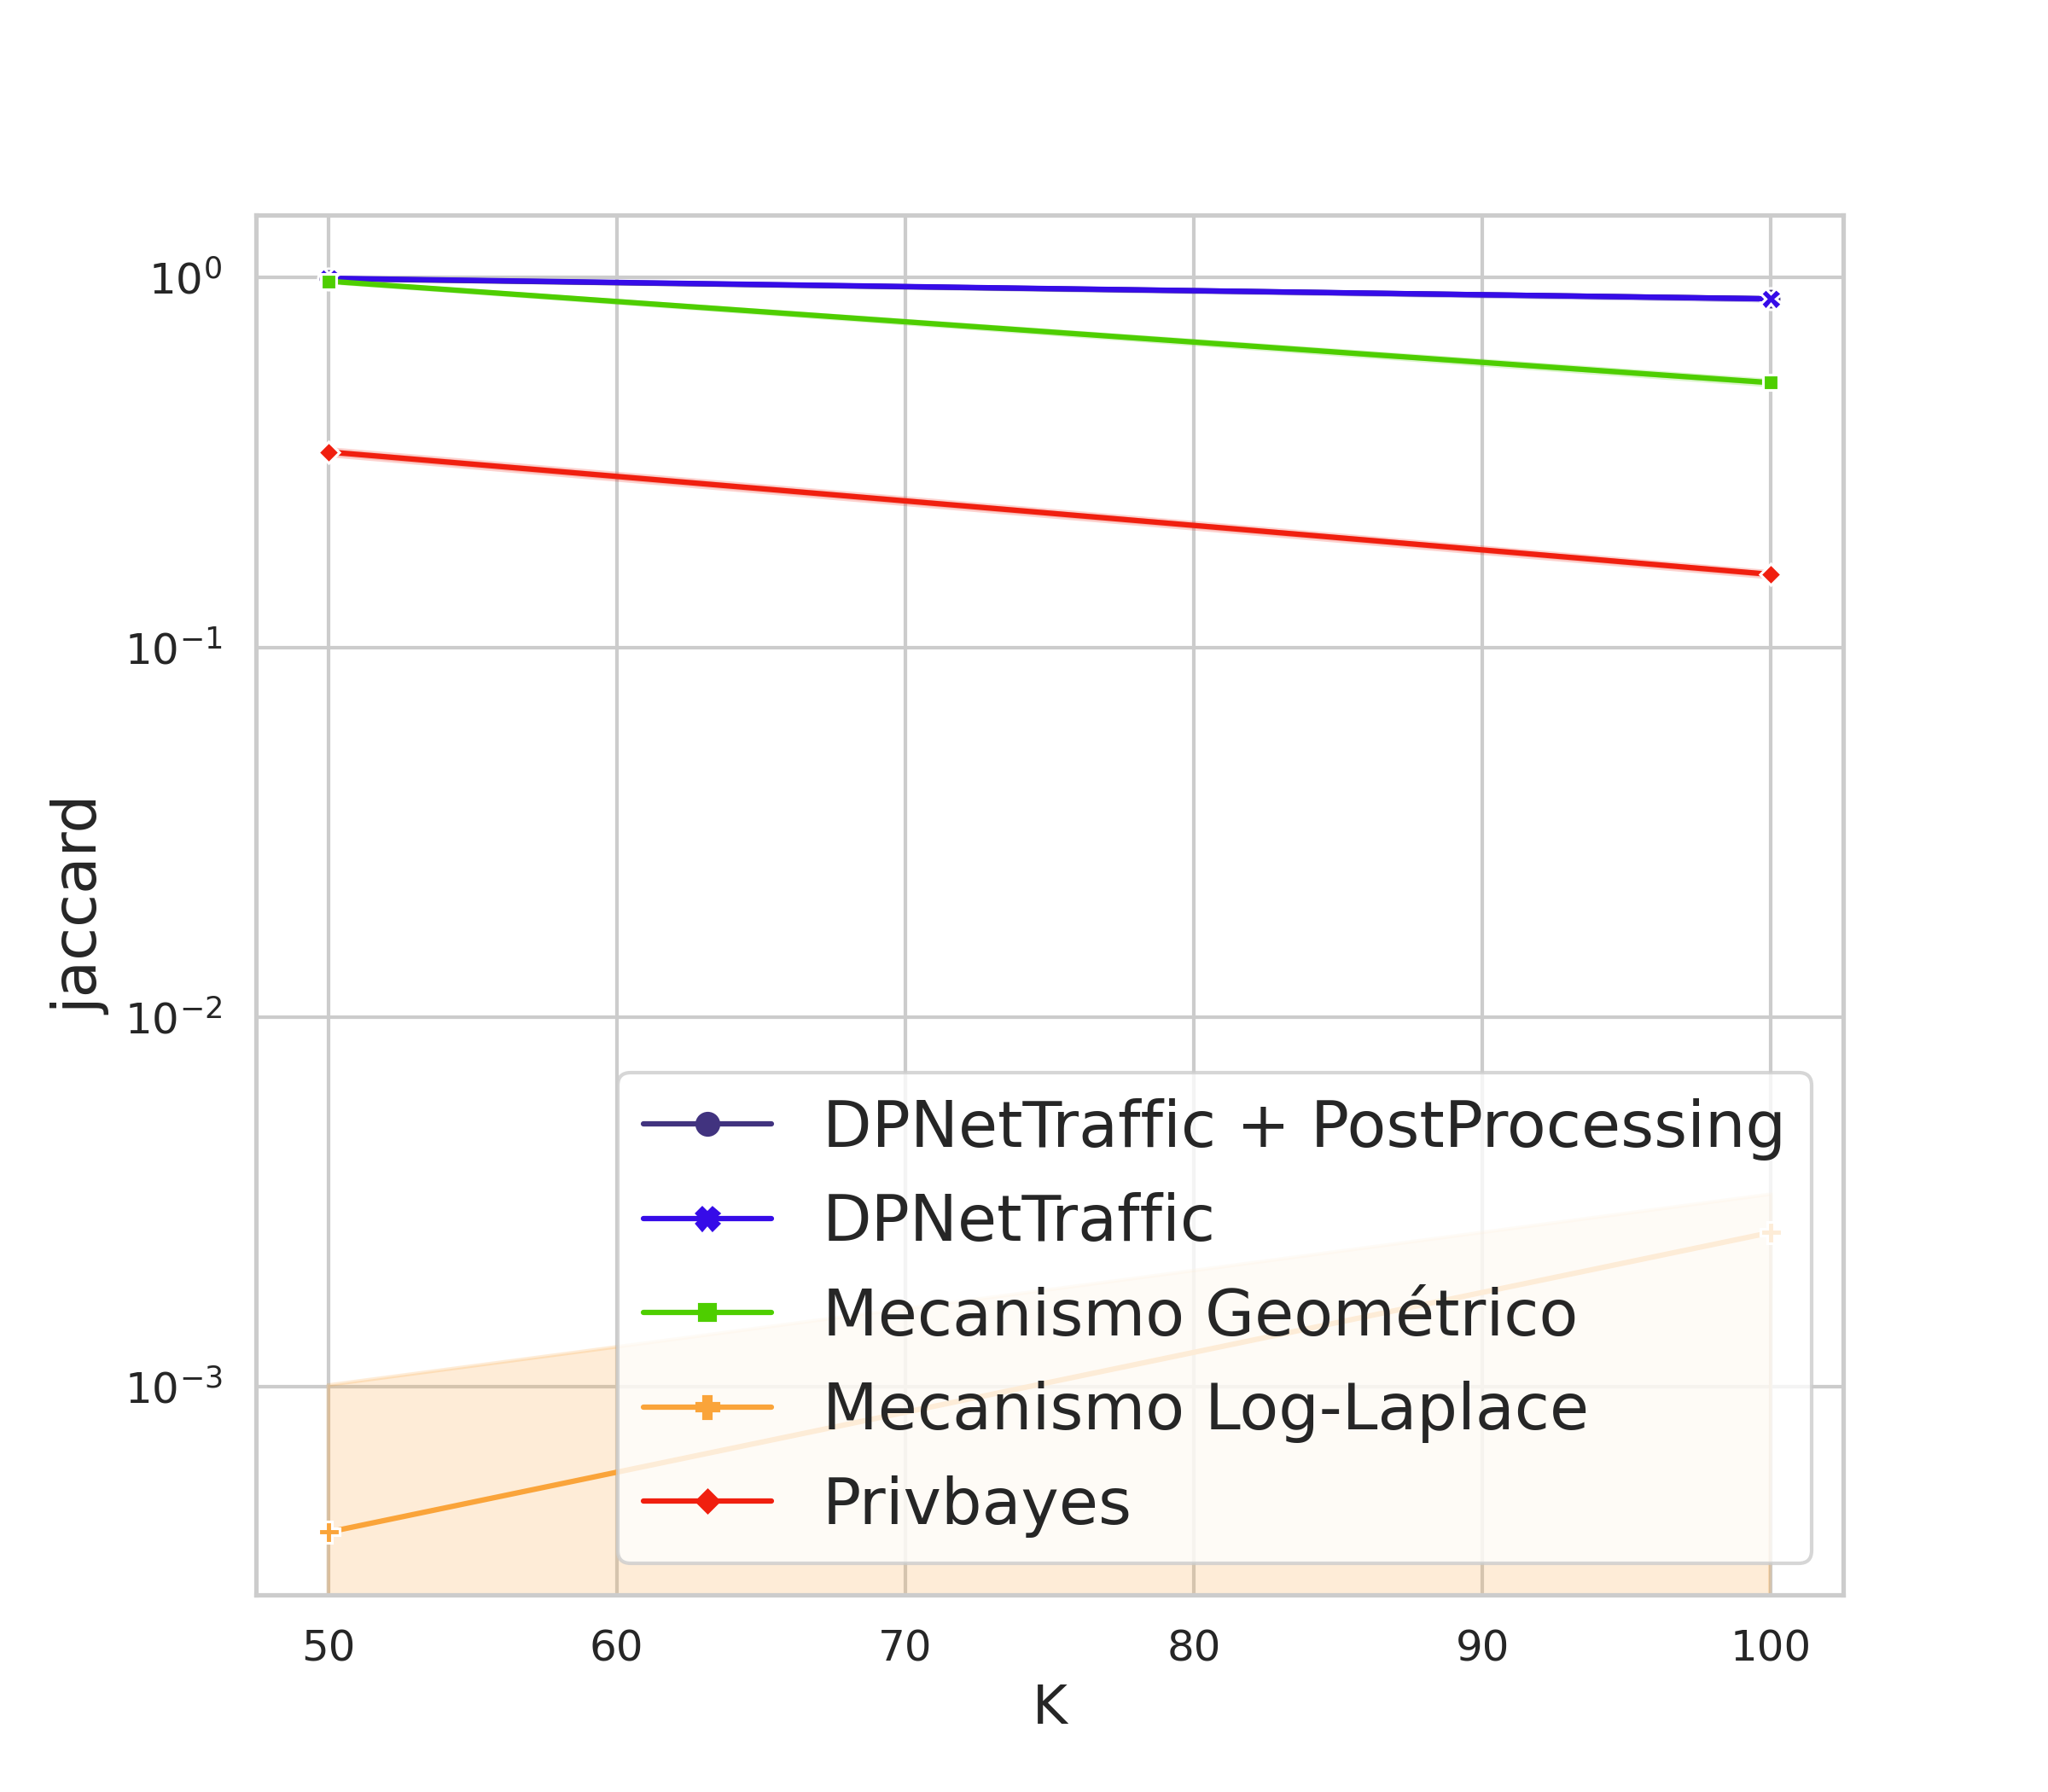 jaccard
10⁰
10⁻¹
10⁻²
10⁻³
DPNetTraffic + PostProcessing
DPNetTraffic
Mecanismo Geométrico
Mecanismo Log-Laplace
Privbayes
50 60 70 80 90 100
K